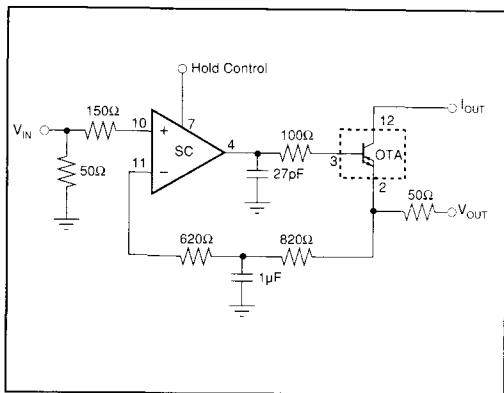 Hold Control
I_OUT
150Ω
12
V_IN
10
+
7
100Ω
SC
4
OTA
11
−
3
50Ω
27pF
2
50Ω
V_OUT
620Ω
820Ω
1μF